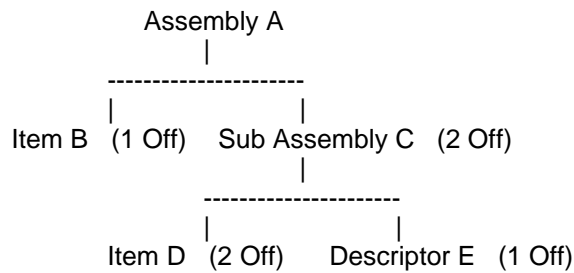 Assembly A
Item B (1 Off) Sub Assembly C (2 Off)
Item D (2 Off) Descriptor E (1 Off)